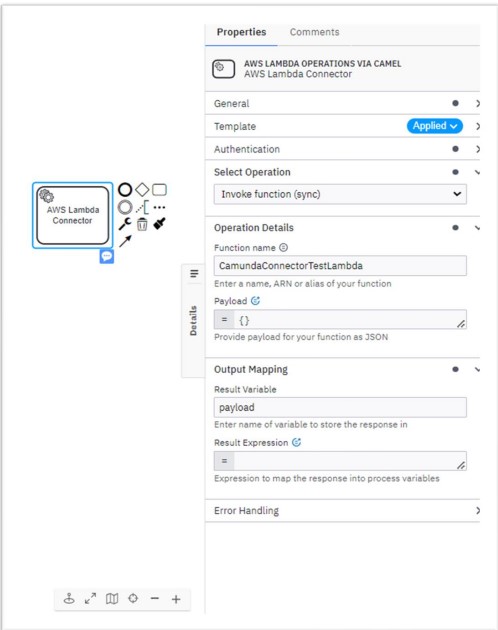 Properties Comments
AWS LAMBDA OPERATIONS VIA CAMEL
AWS Lambda Connector
General
Template Applied
Authentication
Select Operation
Invoke function (sync)
AWS Lambda
Connector
Operation Details
Function name
CamundaConnectorTestLambda
Enter a name, ARN or alias of your function
Payload
= {}
Provide payload for your function as JSON
Details
Output Mapping
Result Variable
payload
Enter name of variable to store the response in
Result Expression
=
Expression to map the response into process variables
Error Handling